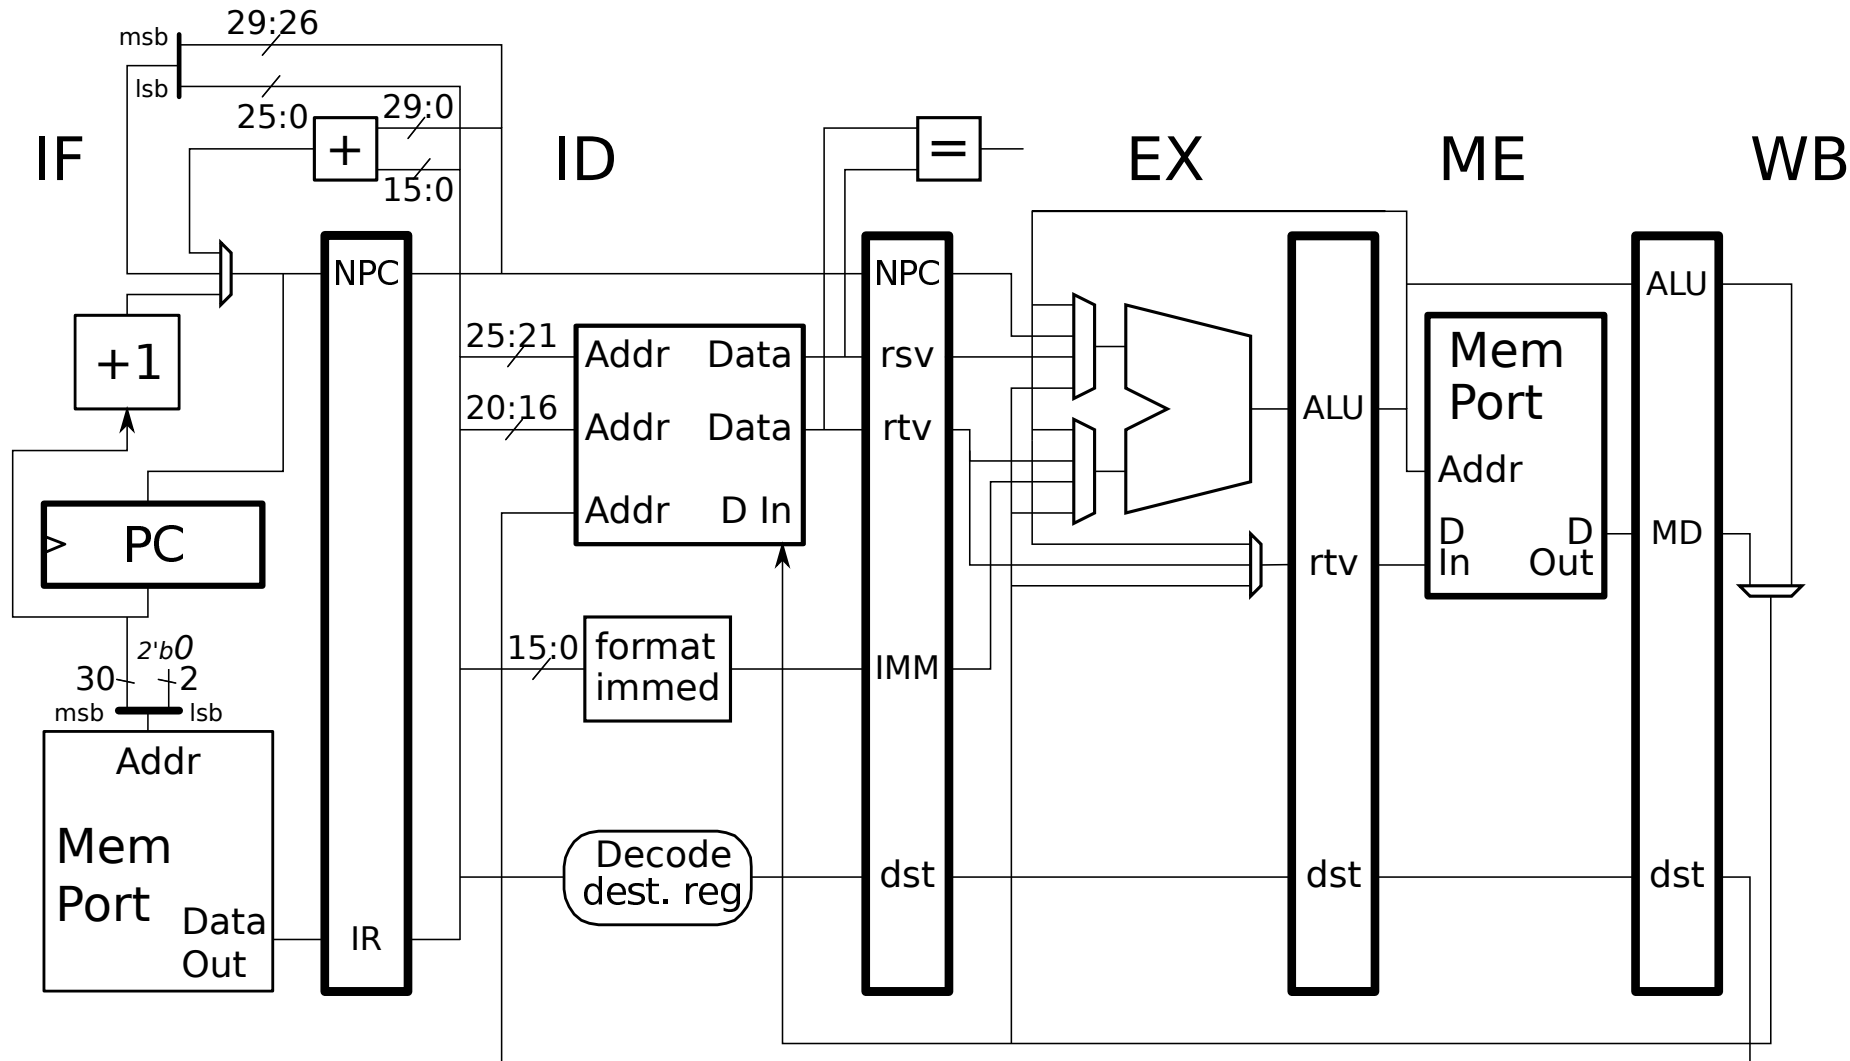 29:26
msb
lsb
25:0
29:0
15:0
+
=
IF
ID
EX
ME
WB
NPC
NPC
ALU
+1
25:21
Addr
Data
rsv
20:16
Addr
Data
rtv
Addr
D In
ALU
Mem
Port
Addr
D
In
D
Out
MD
rtv
PC
2'b0
30
2
msb
lsb
15:0
format
immed
IMM
Addr
Mem
Port
Data
Out
IR
Decode
dest. reg
dst
dst
dst